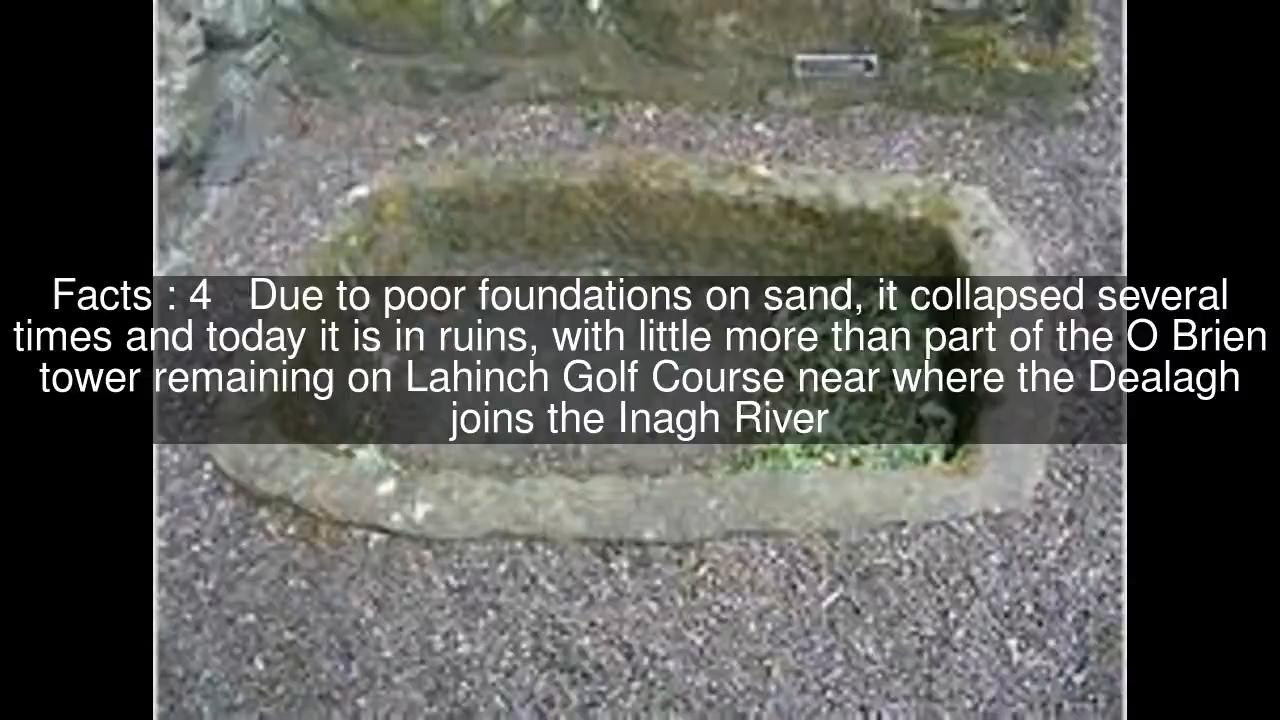 Facts : 4   Due to poor foundations on sand, it collapsed several
times and today it is in ruins, with little more than part of the O Brien
tower remaining on Lahinch Golf Course near where the Dealagh
joins the Inagh River